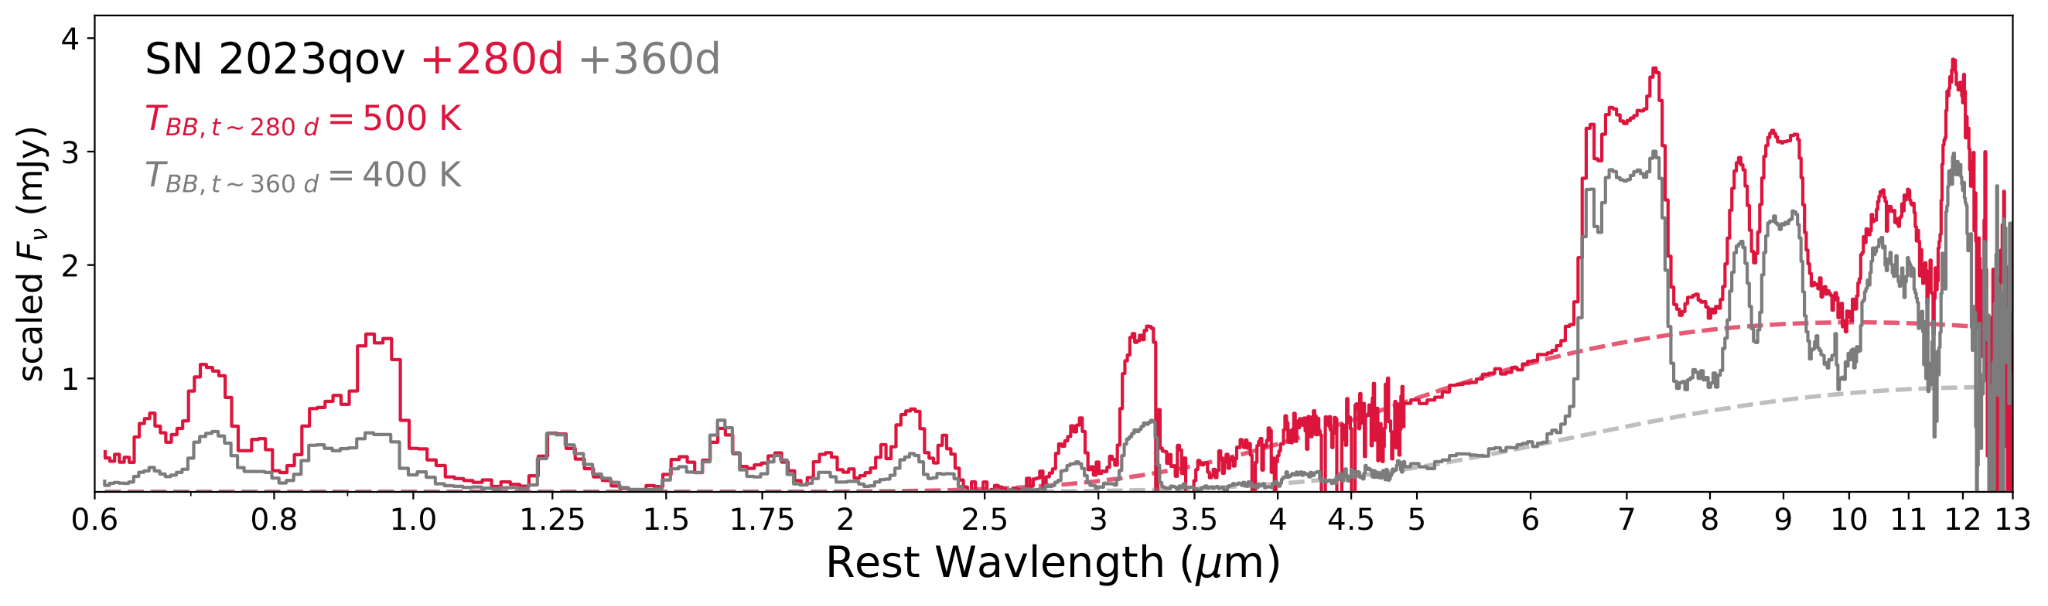 SN 2023qov +280d +360d
T_{BB, t ~ 280 d} = 500 K
T_{BB, t ~ 360 d} = 400 K
scaled F_ν (mJy)
4
3
2
1
0.6 0.8 1.0 1.25 1.5 1.75 2 2.5 3 3.5 4 4.5 5 6 7 8 9 10 11 12 13
Rest Wavlength (μm)